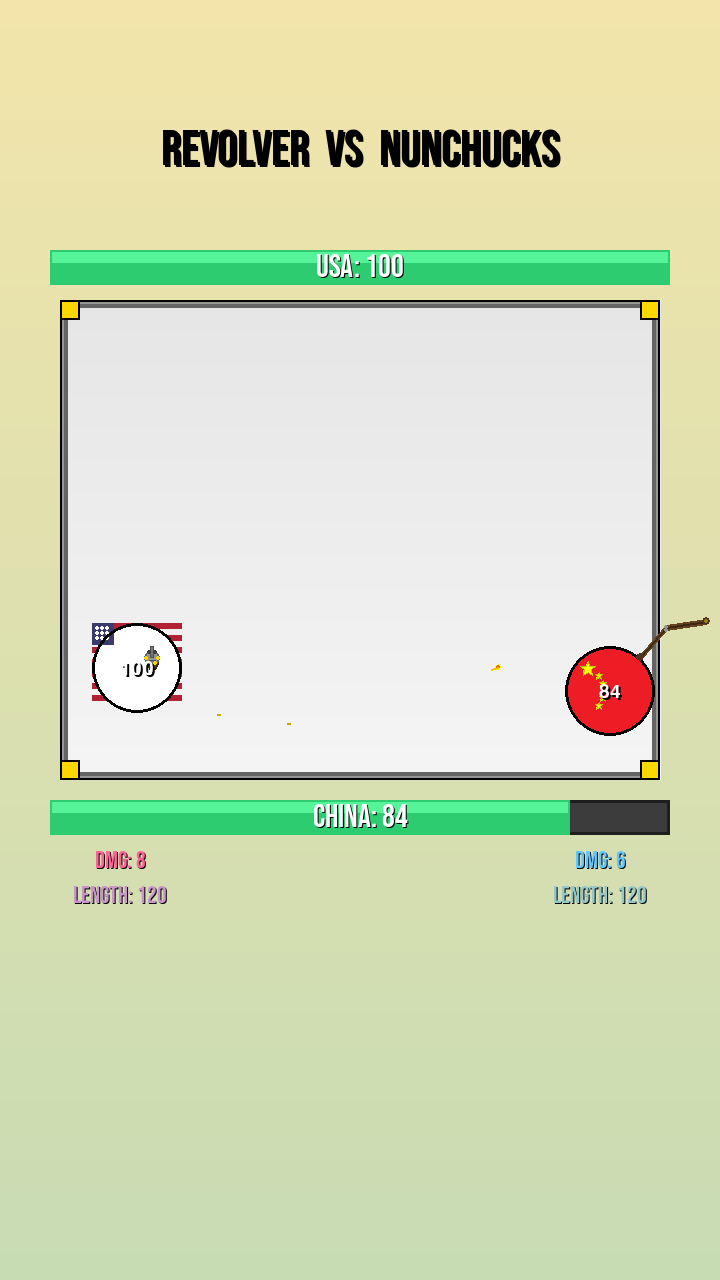 REVOLVER VS NUNCHUCKS
USA: 100
100
84
CHINA: 84
DMG: 8
DMG: 6
LENGTH: 120
LENGTH: 120